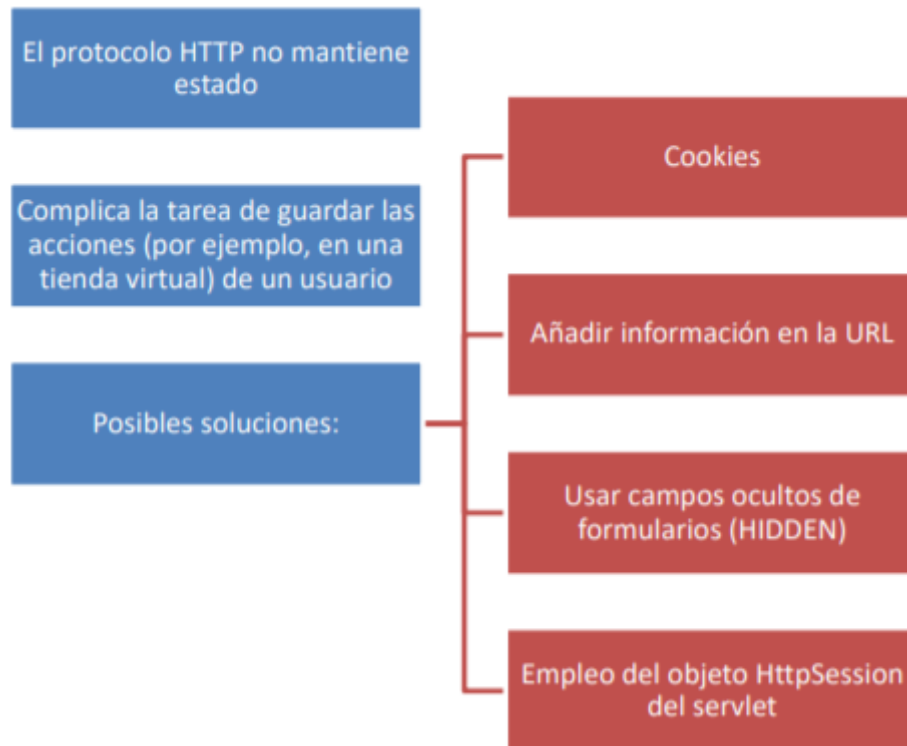 El protocolo HTTP no mantiene
estado
Complica la tarea de guardar las
acciones (por ejemplo, en una
tienda virtual) de un usuario
Posibles soluciones:
Cookies
Añadir información en la URL
Usar campos ocultos de
formularios (HIDDEN)
Empleo del objeto HttpSession
del servlet